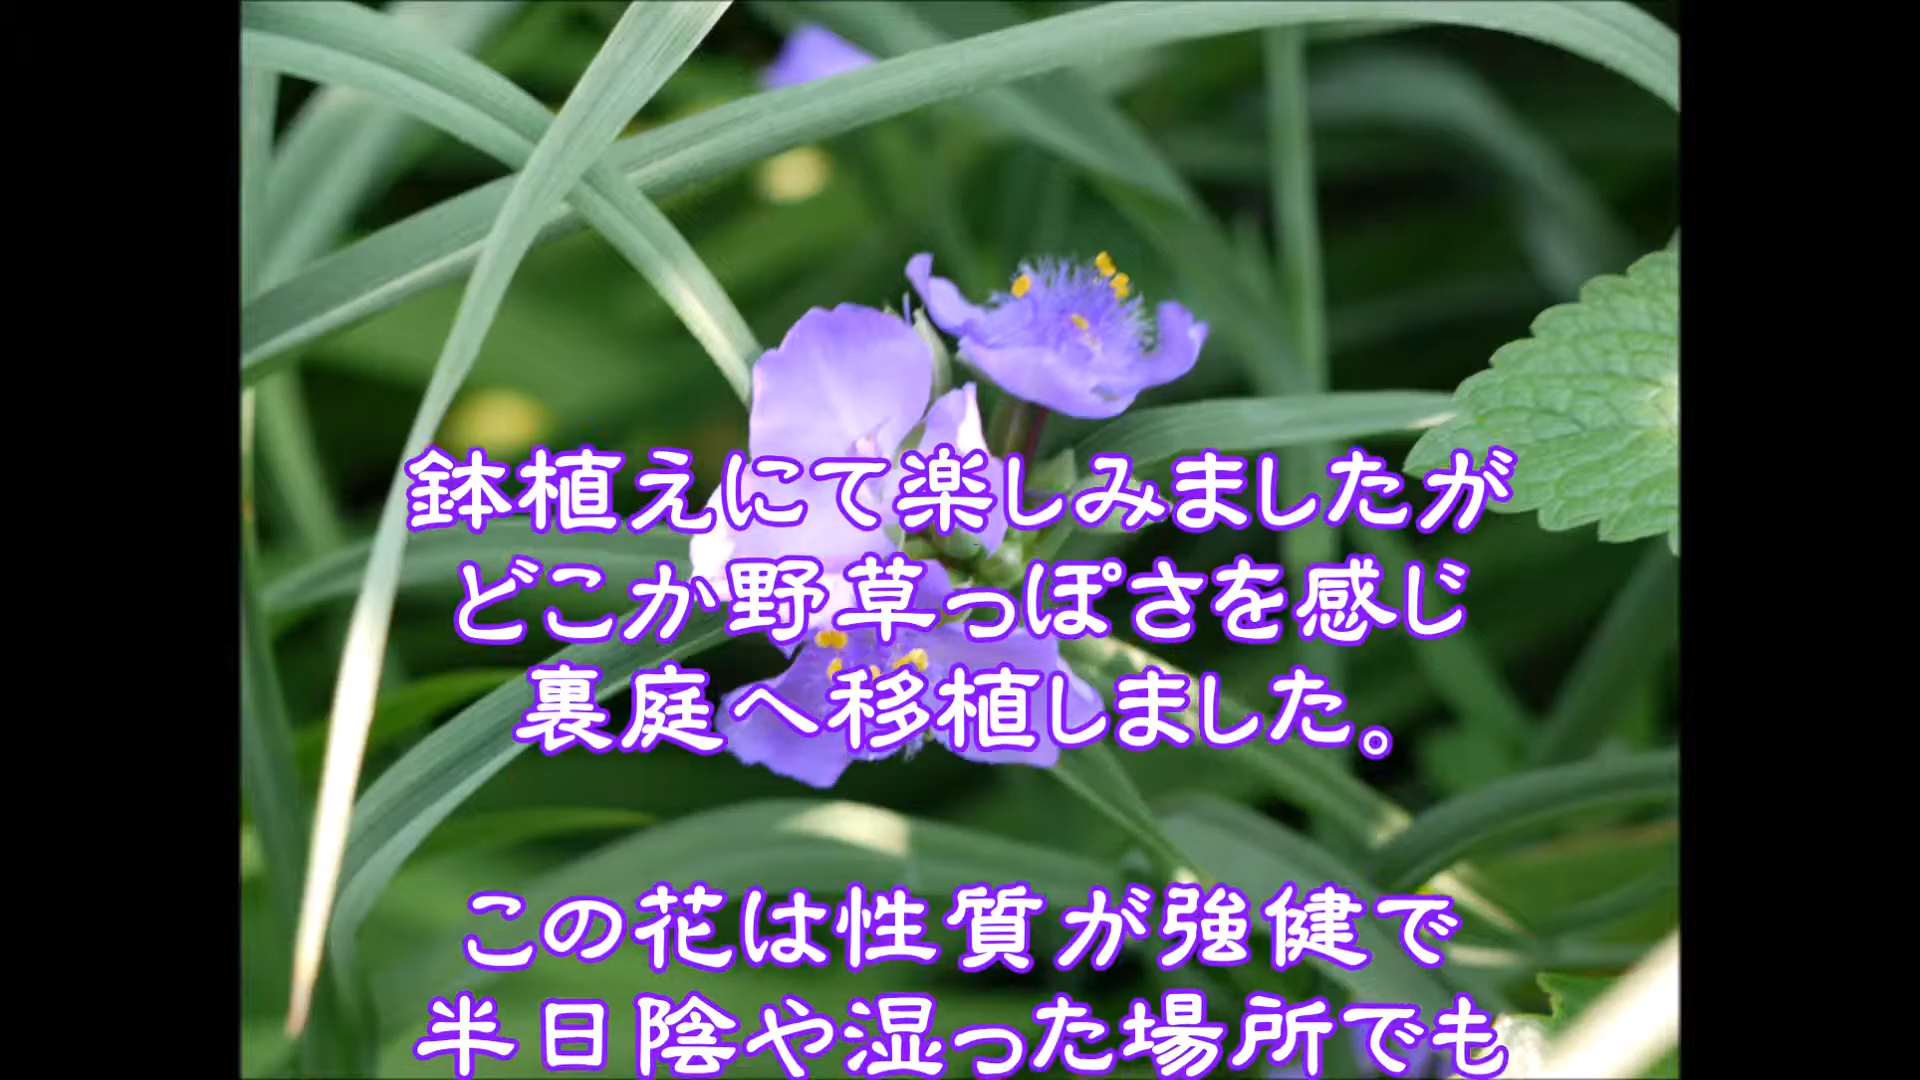 鉢植えにて楽しみましたが
どこか野草っぽさを感じ
裏庭へ移植しました。
この花は性質が強健で
半日陰や湿った場所でも